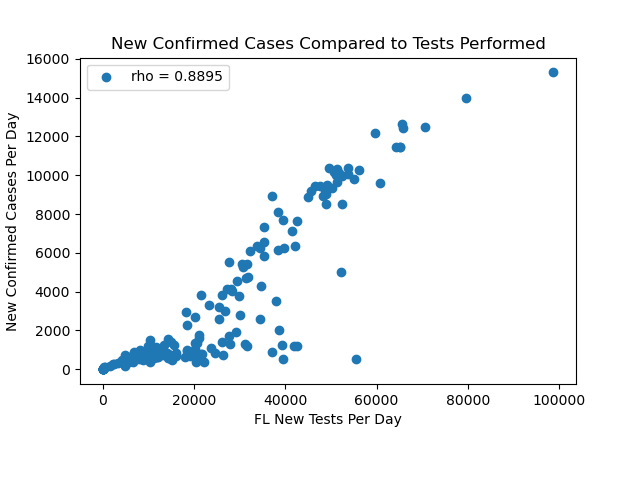 New Confirmed Cases Compared to Tests Performed
rho = 0.8895
New Confirmed Caeses Per Day
16000
14000
12000
10000
8000
6000
4000
2000
0
0 20000 40000 60000 80000 100000
FL New Tests Per Day